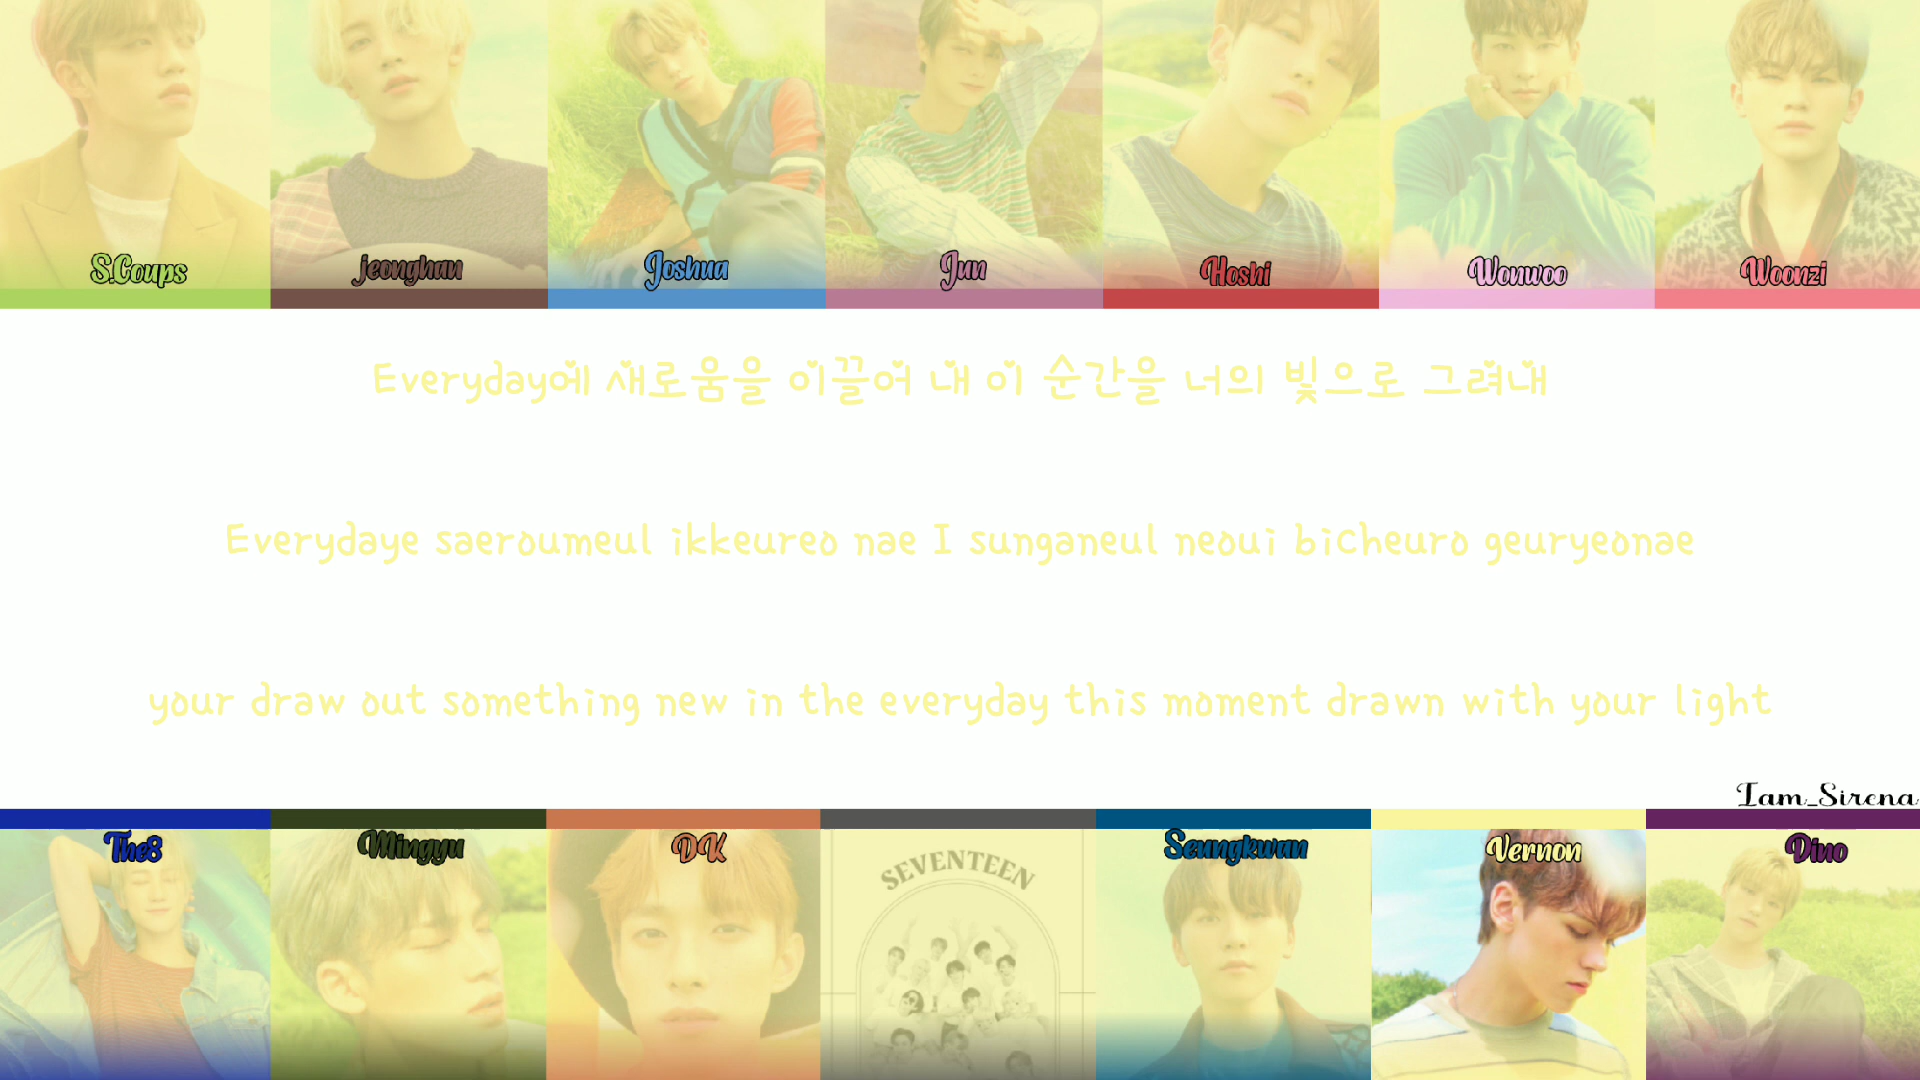 S.Coups
jeonghan
Joshua
Jun
Hoshi
Wonwoo
Woonzi
Everyday에 새로움을 이끌어 내 이 순간을 너의 빛으로 그려내
Everydaye saeroumeul ikkeureo nae I sunganeul neoui bicheuro geuryeonae
your draw out something new in the everyday this moment drawn with your light
Iam_Sirena
The8
Mingyu
DK
SEVENTEEN
Seungkwan
Vernon
Dino